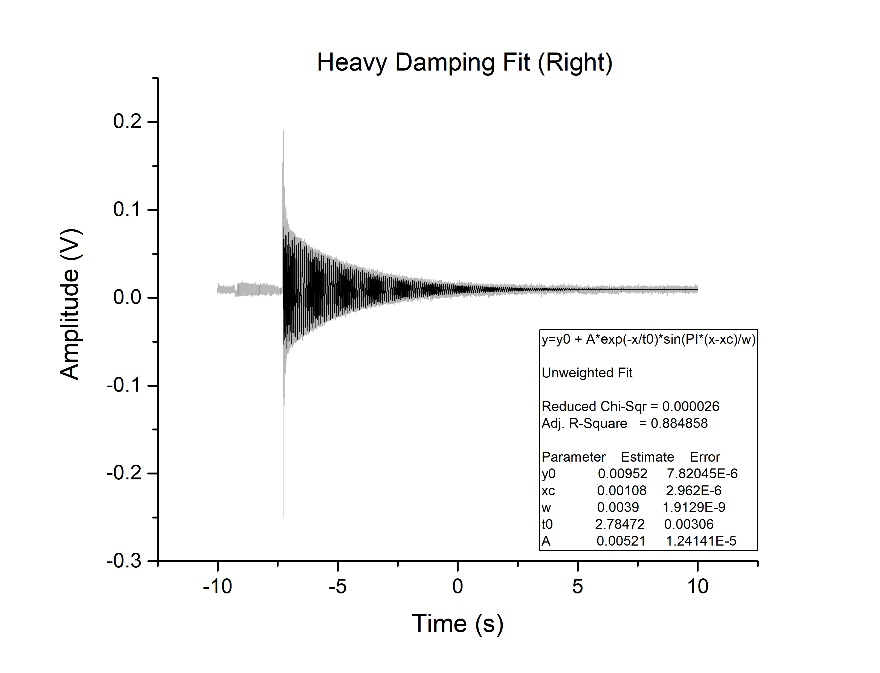 Heavy Damping Fit (Right)
Amplitude (V)
0.2
0.1
0.0
-0.1
-0.2
-0.3
y=y0 + A*exp(-x/t0)*sin(PI*(x-xc)/w)
Unweighted Fit
Reduced Chi-Sqr = 0.000026
Adj. R-Square = 0.884858
Parameter Estimate Error
y0 0.00952 7.82045E-6
xc 0.00108 2.962E-6
w 0.0039 1.9129E-9
t0 2.78472 0.00306
A 0.00521 1.24141E-5
-10 -5 0 5 10
Time (s)